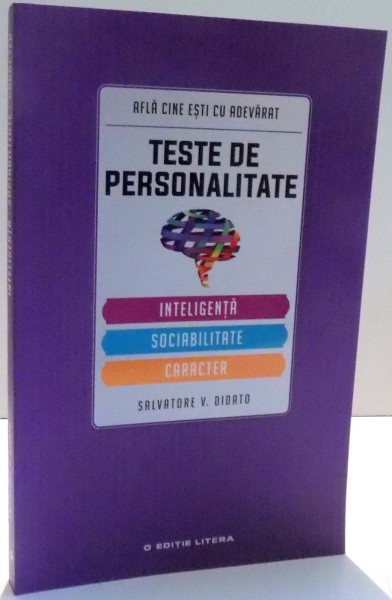 AFLĂ CINE EȘTI CU ADEVĂRAT
TESTE DE
PERSONALITATE
INTELIGENȚĂ
SOCIABILITATE
CARACTER
SALVATORE V. DIDATO
O EDIȚIE LITERA